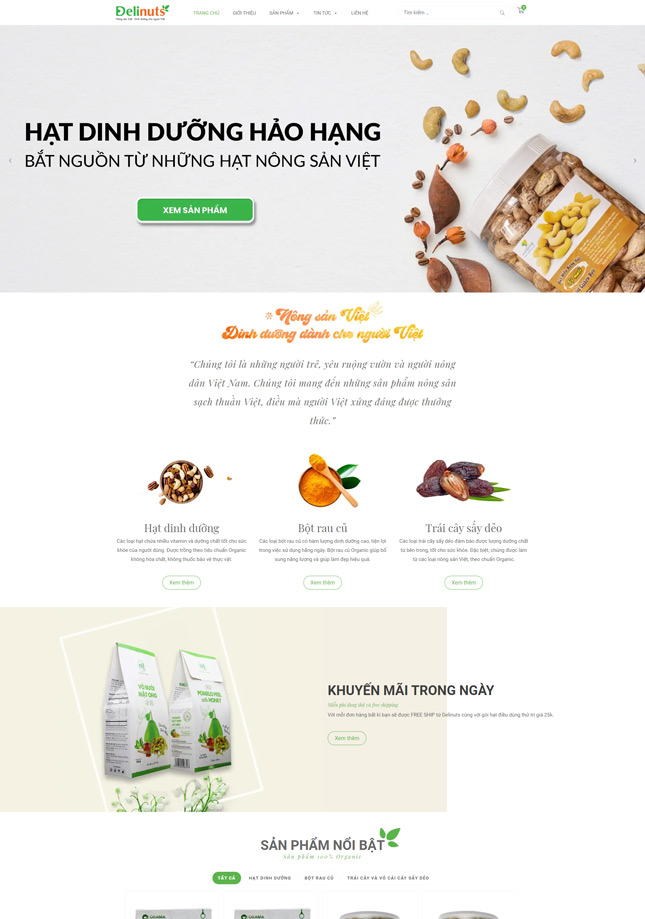 Delinuts
TRANG CHỦ GIỚI THIỆU SẢN PHẨM TIN TỨC LIÊN HỆ Tìm kiếm... 0
HẠT DINH DƯỠNG HẢO HẠNG
BẮT NGUỒN TỪ NHỮNG HẠT NÔNG SẢN VIỆT
XEM SẢN PHẨM
Nông sản Việt
Dinh dưỡng dành cho người Việt
“Chúng tôi là những người trẻ, yêu ruộng vườn và người nông
dân Việt Nam. Chúng tôi mang đến những sản phẩm nông sản
sạch thuần Việt, điều mà người Việt xứng đáng được thưởng
thức.”
Hạt dinh dưỡng
Các loại hạt chứa nhiều vitamin và dưỡng chất tốt cho sức
khỏe của người dùng. Được trồng theo tiêu chuẩn Organic
không hóa chất, không thuốc bảo vệ thực vật.
Xem thêm
Bột rau củ
Các loại bột rau củ có hàm lượng dinh dưỡng cao, tiện lợi
trong việc sử dụng hằng ngày. Bột rau củ Organic giúp bổ
sung năng lượng và giúp làm đẹp hiệu quả.
Xem thêm
Trái cây sấy dẻo
Các loại trái cây sấy dẻo đảm bảo được lượng dưỡng chất
từ bên trong, tốt cho sức khỏe. Đặc biệt, chúng được làm
từ các loại nông sản Việt, theo chuẩn Organic.
Xem thêm
VỎ BƯỞI
MẬT ONG
POMELO PEEL
with HONEY
KHUYẾN MÃI TRONG NGÀY
Miễn phí dùng thử và free shipping
Với mỗi đơn hàng bất kì bạn sẽ được FREE SHIP từ Delinuts cùng với gói hạt điều dùng thử trị giá 25k.
Xem thêm
SẢN PHẨM NỔI BẬT
Sản phẩm 100% Organic
TẤT CẢ HẠT DINH DƯỠNG BỘT RAU CỦ TRÁI CÂY VÀ VỎ CÁI CÂY SẤY DẺO